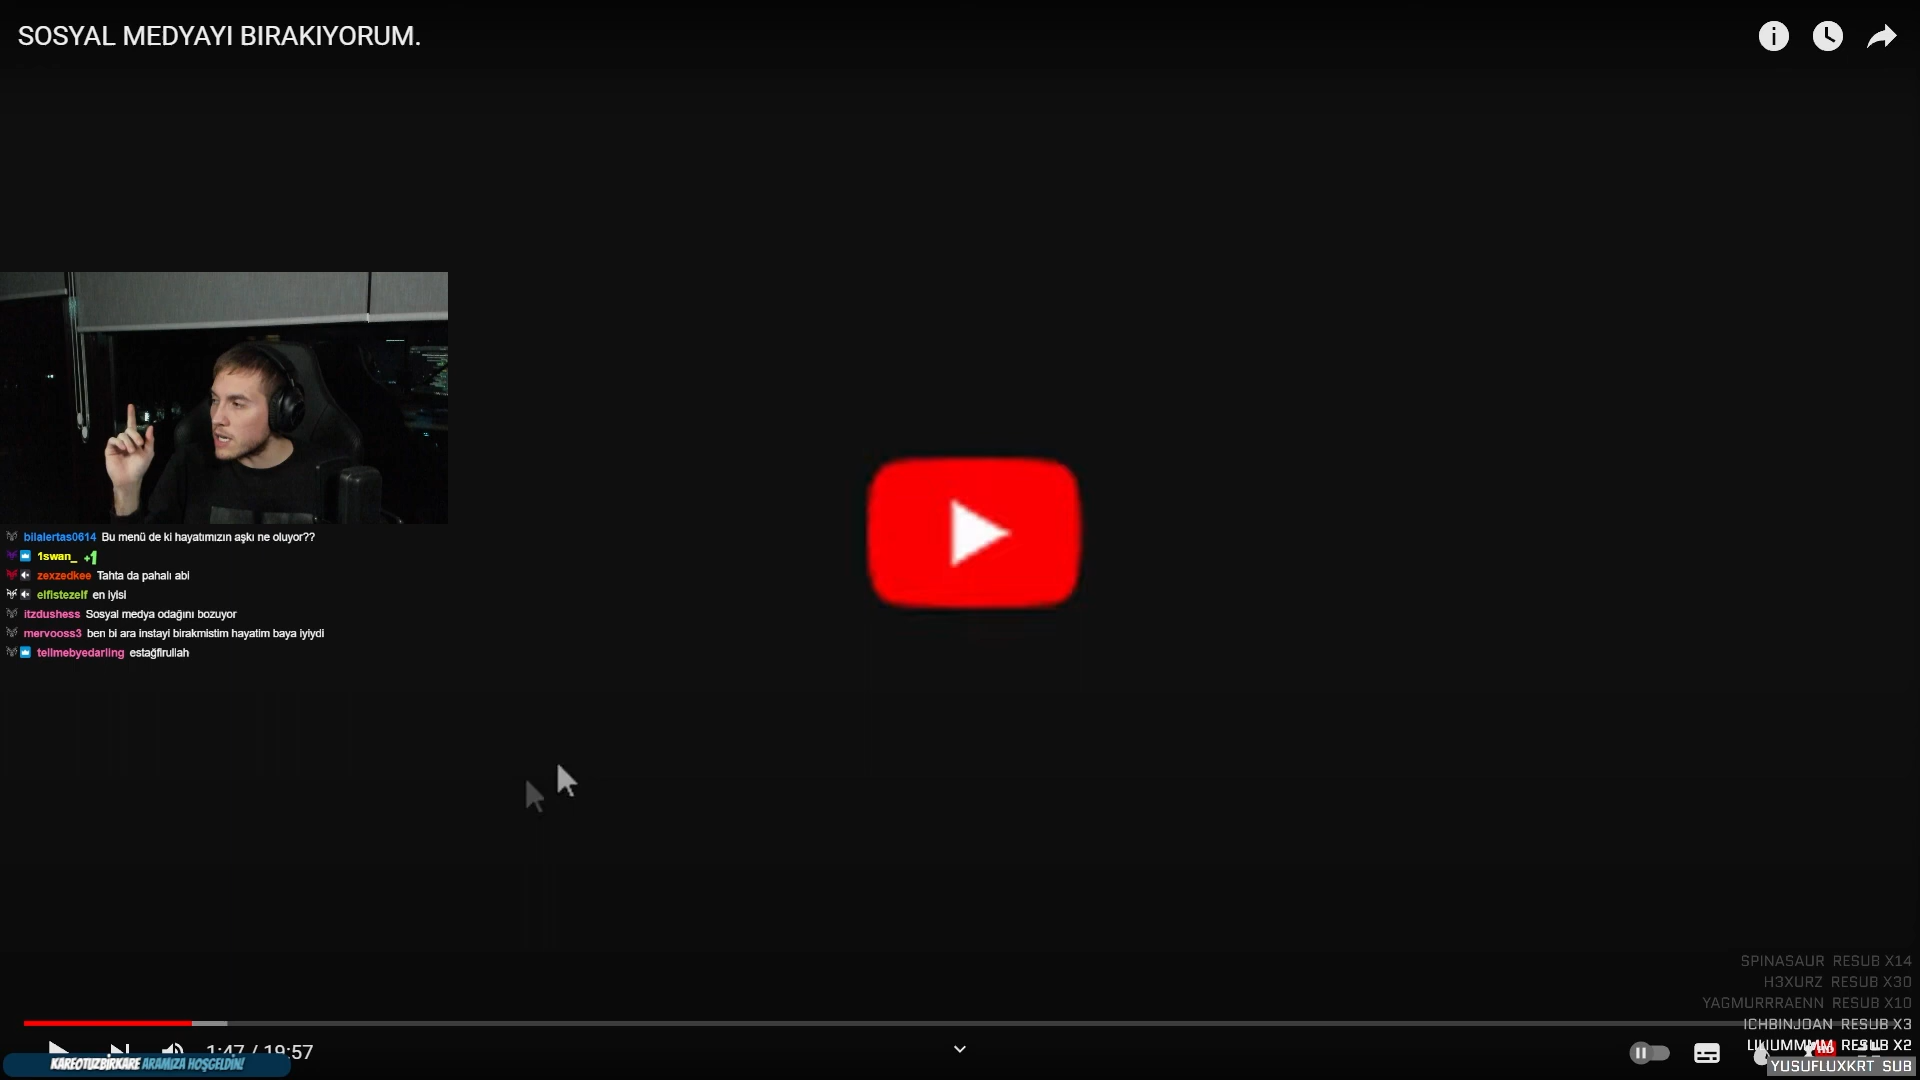 SOSYAL MEDYAYI BIRAKIYORUM.
bilalertas0614 Bu menü de ki hayatımızın aşkı ne oluyor??
1swan_ +1
zexzedkee Tahta da pahalı abi
elfistezelf en iyisi
itzdushess Sosyal medya odağını bozuyor
mervooss3 ben bi ara instayi birakmistim hayatim baya iyiydi
tellmebyedarling estağfirullah
SPINASAUR RESUB X14
H3XURZ RESUB X30
YAGMURRRAENN RESUB X10
ICHBINJOAN RESUB X3
RESUB X2
1:47 / 19:57
HD
KAREOTUZBİRKARE ARAMIZA HOŞGELDİN!
YUSUFLUXKRT SUB